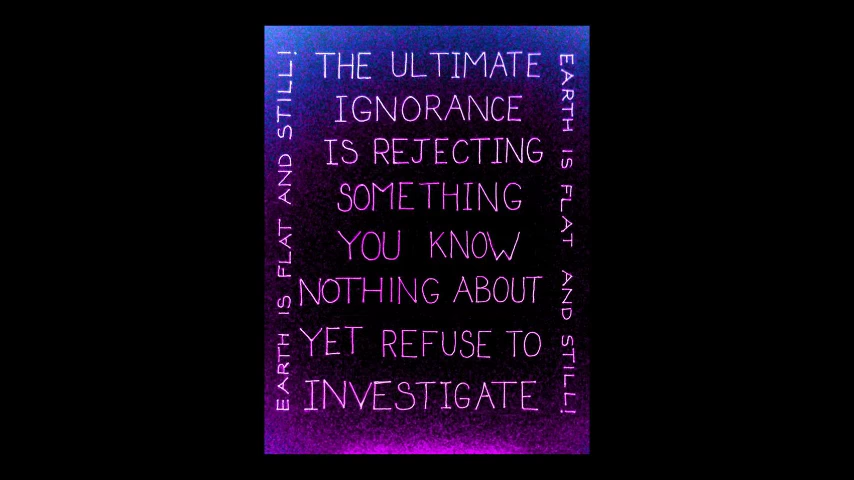 THE ULTIMATE
IGNORANCE
IS REJECTING
SOMETHING
YOU KNOW
NOTHING ABOUT
YET REFUSE TO
INVESTIGATE
EARTH IS FLAT AND STILL!
EARTH IS FLAT AND STILL!